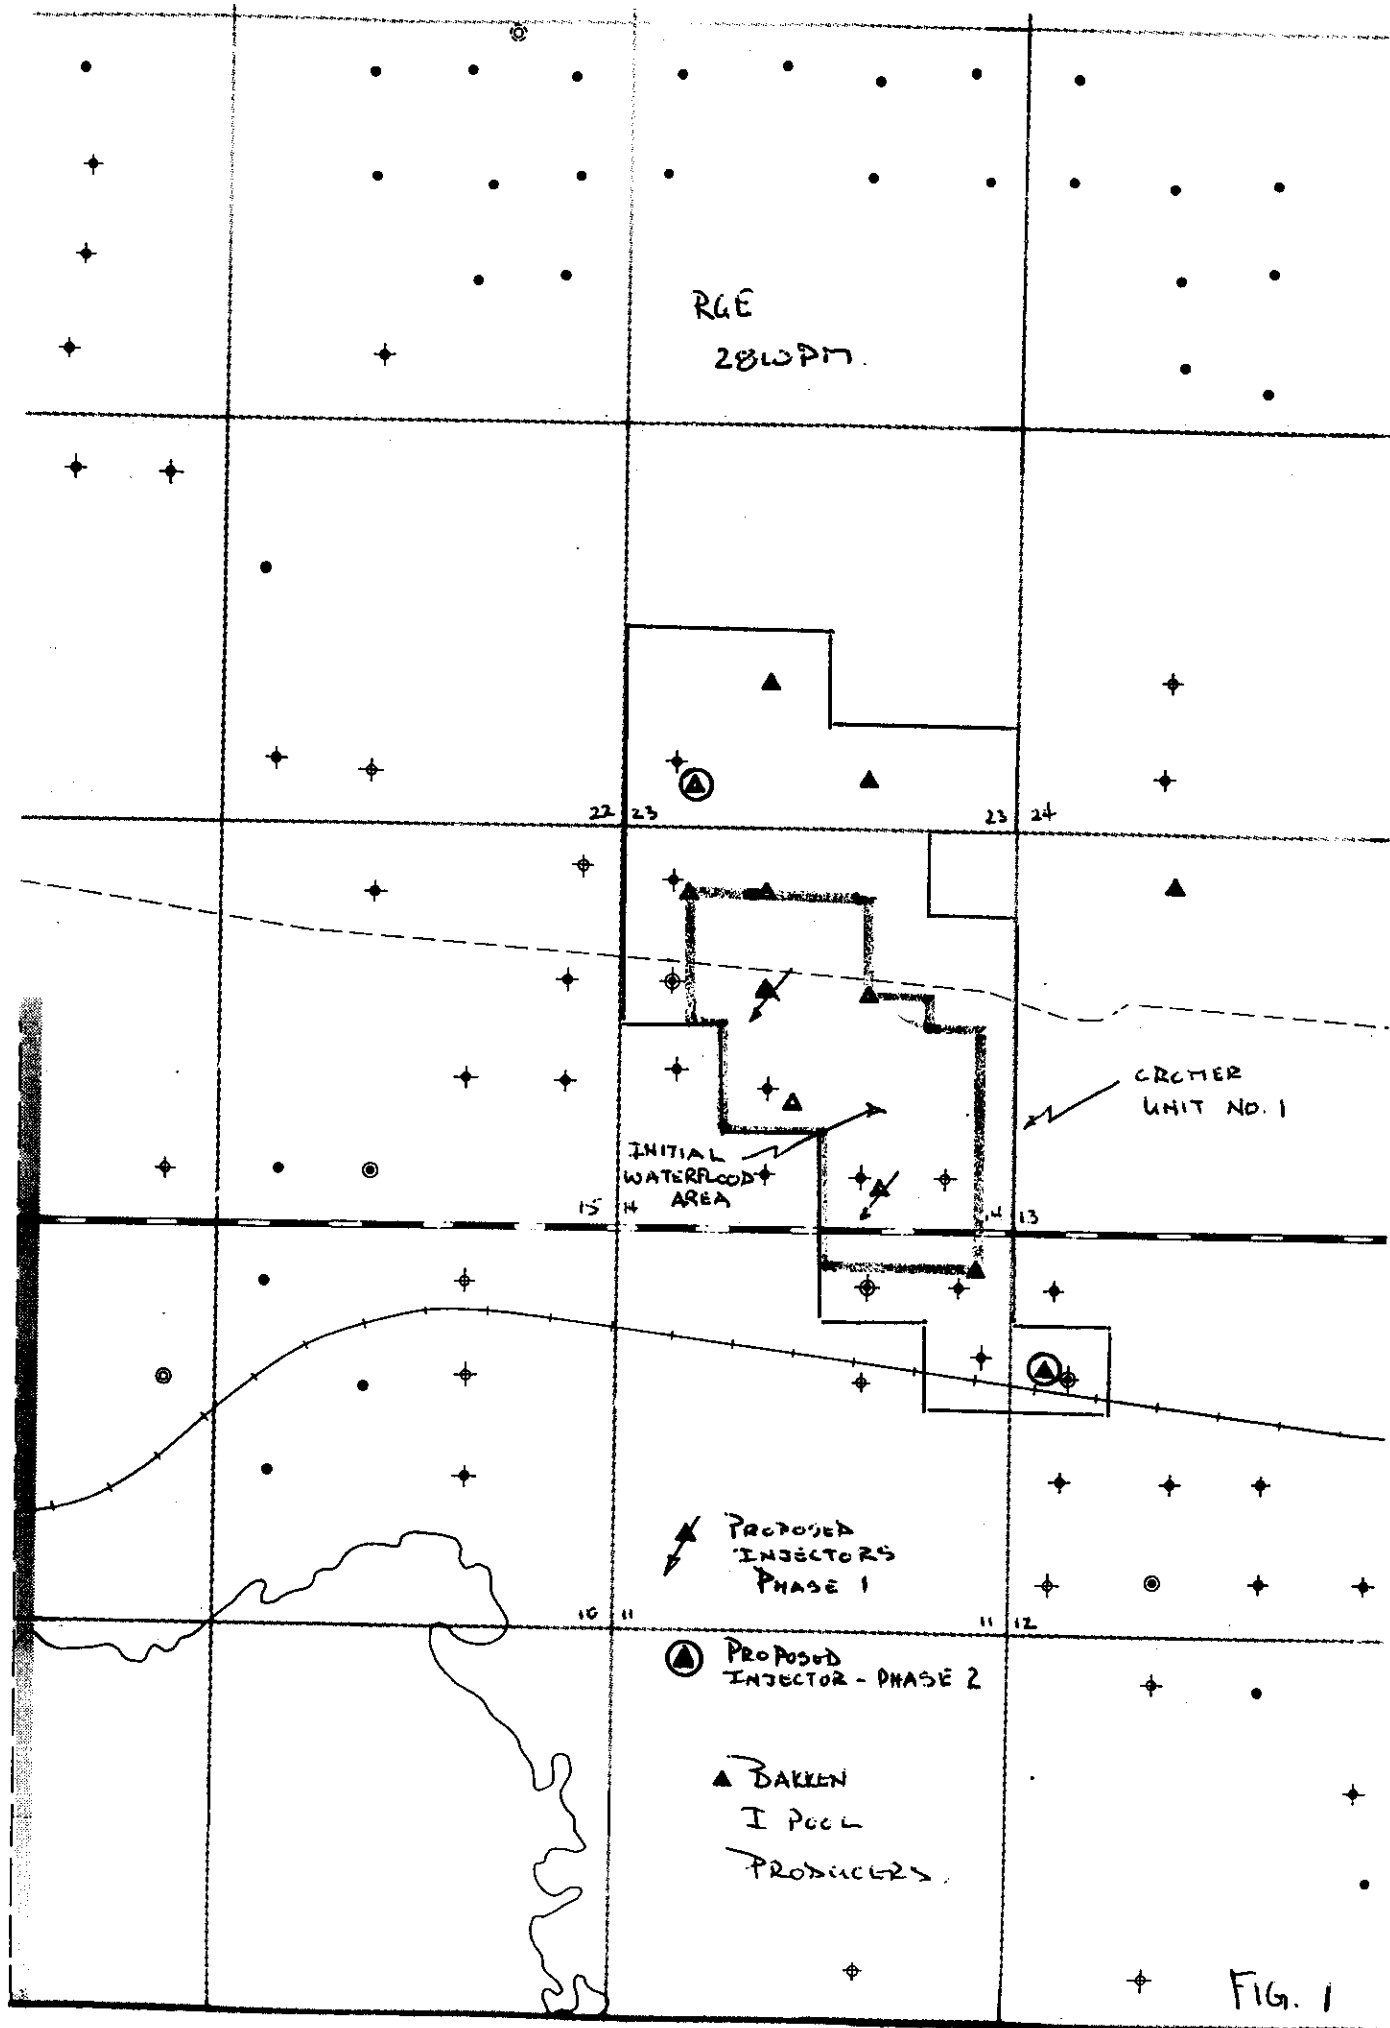 RGE
28WPM.
22 23
23 24
CROMER
UNIT NO. 1
INITIAL
WATERFLOOD
AREA
15 14
14 13
PROPOSED
INJECTORS
PHASE 1
10 11
11 12
PROPOSED
INJECTOR - PHASE 2
BAKKEN
I POOL
PRODUCERS.
FIG. 1